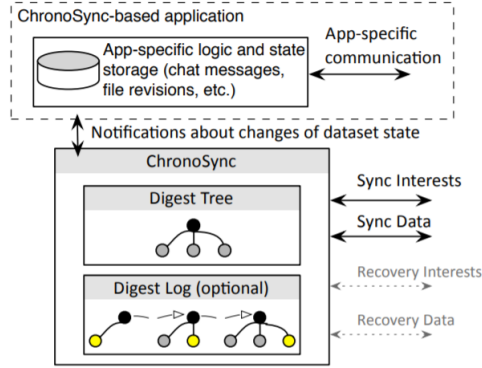 ChronoSync-based application
App-specific logic and state
storage (chat messages,
file revisions, etc.)
App-specific
communication
Notifications about changes of dataset state
ChronoSync
Digest Tree
Digest Log (optional)
Sync Interests
Sync Data
Recovery Interests
Recovery Data